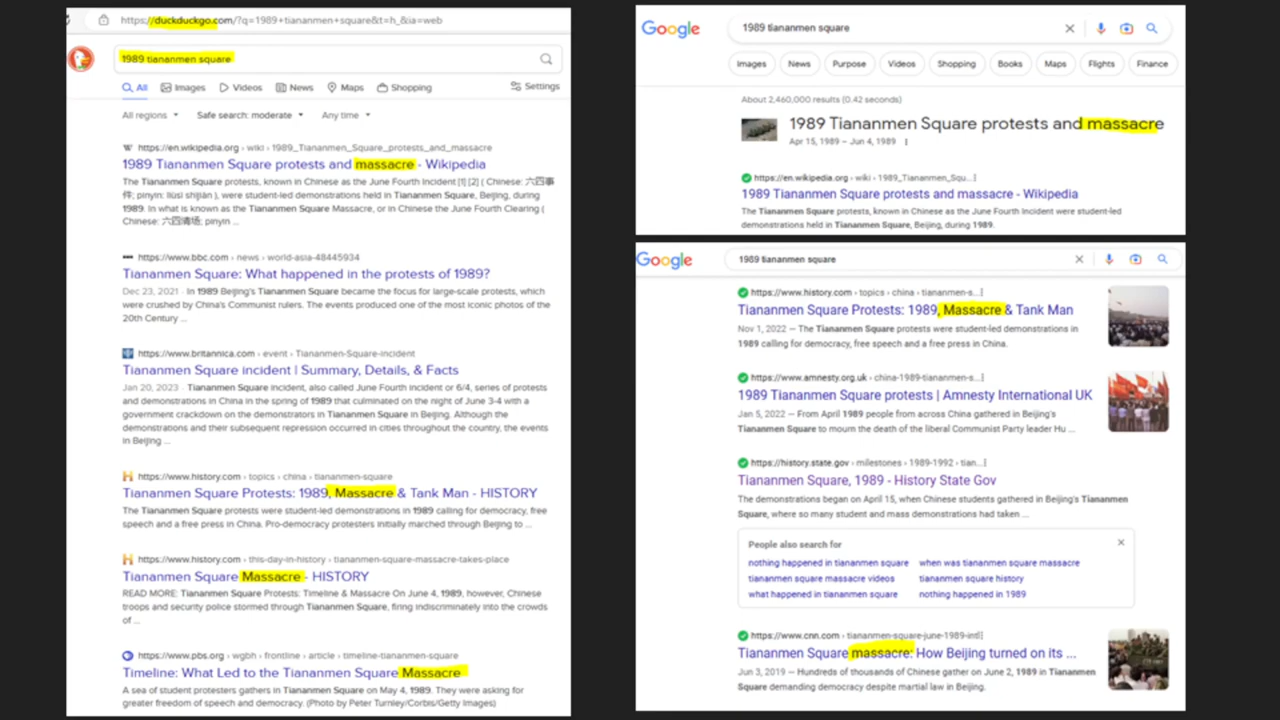 https://duckduckgo.com/?q=1989+tiananmen+square&t=h_&ia=web
1989 tiananmen square
All Images Videos News Maps Shopping Settings
All regions Safe search: moderate Any time
https://en.wikipedia.org › wiki › 1989_Tiananmen_Square_protests_and_massacre
1989 Tiananmen Square protests and massacre - Wikipedia
The Tiananmen Square protests, known in Chinese as the June Fourth Incident [1] [2] ( Chinese: 六四事
件; pinyin: liùsì shìjiàn ), were student-led demonstrations held in Tiananmen Square, Beijing, during
1989. In what is known as the Tiananmen Square Massacre, or in Chinese the June Fourth Clearing (
Chinese: 六四清场; pinyin ...
https://www.bbc.com › news › world-asia-48445934
Tiananmen Square: What happened in the protests of 1989?
Dec 23, 2021 · In 1989 Beijing's Tiananmen Square became the focus for large-scale protests, which
were crushed by China's Communist rulers. The events produced one of the most iconic photos of the
20th Century ...
https://www.britannica.com › event › Tiananmen-Square-incident
Tiananmen Square incident | Summary, Details, & Facts
Jan 20, 2023 · Tiananmen Square incident, also called June Fourth incident or 6/4, series of protests
and demonstrations in China in the spring of 1989 that culminated on the night of June 3-4 with a
government crackdown on the demonstrators in Tiananmen Square in Beijing. Although the
demonstrations and their subsequent repression occurred in cities throughout the country, the events
in Beijing ...
https://www.history.com › topics › china › tiananmen-square
Tiananmen Square Protests: 1989, Massacre & Tank Man - HISTORY
The Tiananmen Square protests were student-led demonstrations in 1989 calling for democracy, free
speech and a free press in China. Pro-democracy protesters initially marched through Beijing to ...
https://www.history.com › this-day-in-history › tiananmen-square-massacre-takes-place
Tiananmen Square Massacre - HISTORY
READ MORE: Tiananmen Square Protests: Timeline & Massacre On June 4, 1989, however, Chinese
troops and security police stormed through Tiananmen Square, firing indiscriminately into the crowds
of ...
https://www.pbs.org › wgbh › frontline › article › timeline-tiananmen-square
Timeline: What Led to the Tiananmen Square Massacre
A sea of student protesters gathers in Tiananmen Square on May 4, 1989. They were asking for
greater freedom of speech and democracy. (Photo by Peter Turnley/Corbis/Getty Images)
Google 1989 tiananmen square
Images News Purpose Videos Shopping Books Maps Flights Finance
About 2,460,000 results (0.42 seconds)
1989 Tiananmen Square protests and massacre
Apr 15, 1989 – Jun 4, 1989
https://en.wikipedia.org › wiki › 1989_Tiananmen_Squ...]
1989 Tiananmen Square protests and massacre - Wikipedia
The Tiananmen Square protests, known in Chinese as the June Fourth Incident were student-led
demonstrations held in Tiananmen Square, Beijing, during 1989.
Google 1989 tiananmen square
https://www.history.com › topics › china › tiananmen-s...]
Tiananmen Square Protests: 1989, Massacre & Tank Man
Nov 1, 2022 — The Tiananmen Square protests were student-led demonstrations in
1989 calling for democracy, free speech and a free press in China.
https://www.amnesty.org.uk › china-1989-tiananmen-s...]
1989 Tiananmen Square protests | Amnesty International UK
Jan 5, 2022 — From April 1989 people from across China gathered in Beijing's
Tiananmen Square to mourn the death of the liberal Communist Party leader Hu ...
https://history.state.gov › milestones › 1989-1992 › tian...]
Tiananmen Square, 1989 - History State Gov
The demonstrations began on April 15, when Chinese students gathered in Beijing's Tiananmen
Square, where so many student and mass demonstrations had taken ...
People also search for
nothing happened in tiananmen square when was tiananmen square massacre
tiananmen square massacre videos tiananmen square history
what happened in tiananmen square nothing happened in 1989
https://www.cnn.com › tiananmen-square-june-1989-intl]
Tiananmen Square massacre: How Beijing turned on its ...
Jun 3, 2019 — Hundreds of thousands of Chinese gather on June 2, 1989 in Tiananmen
Square demanding democracy despite martial law in Beijing.